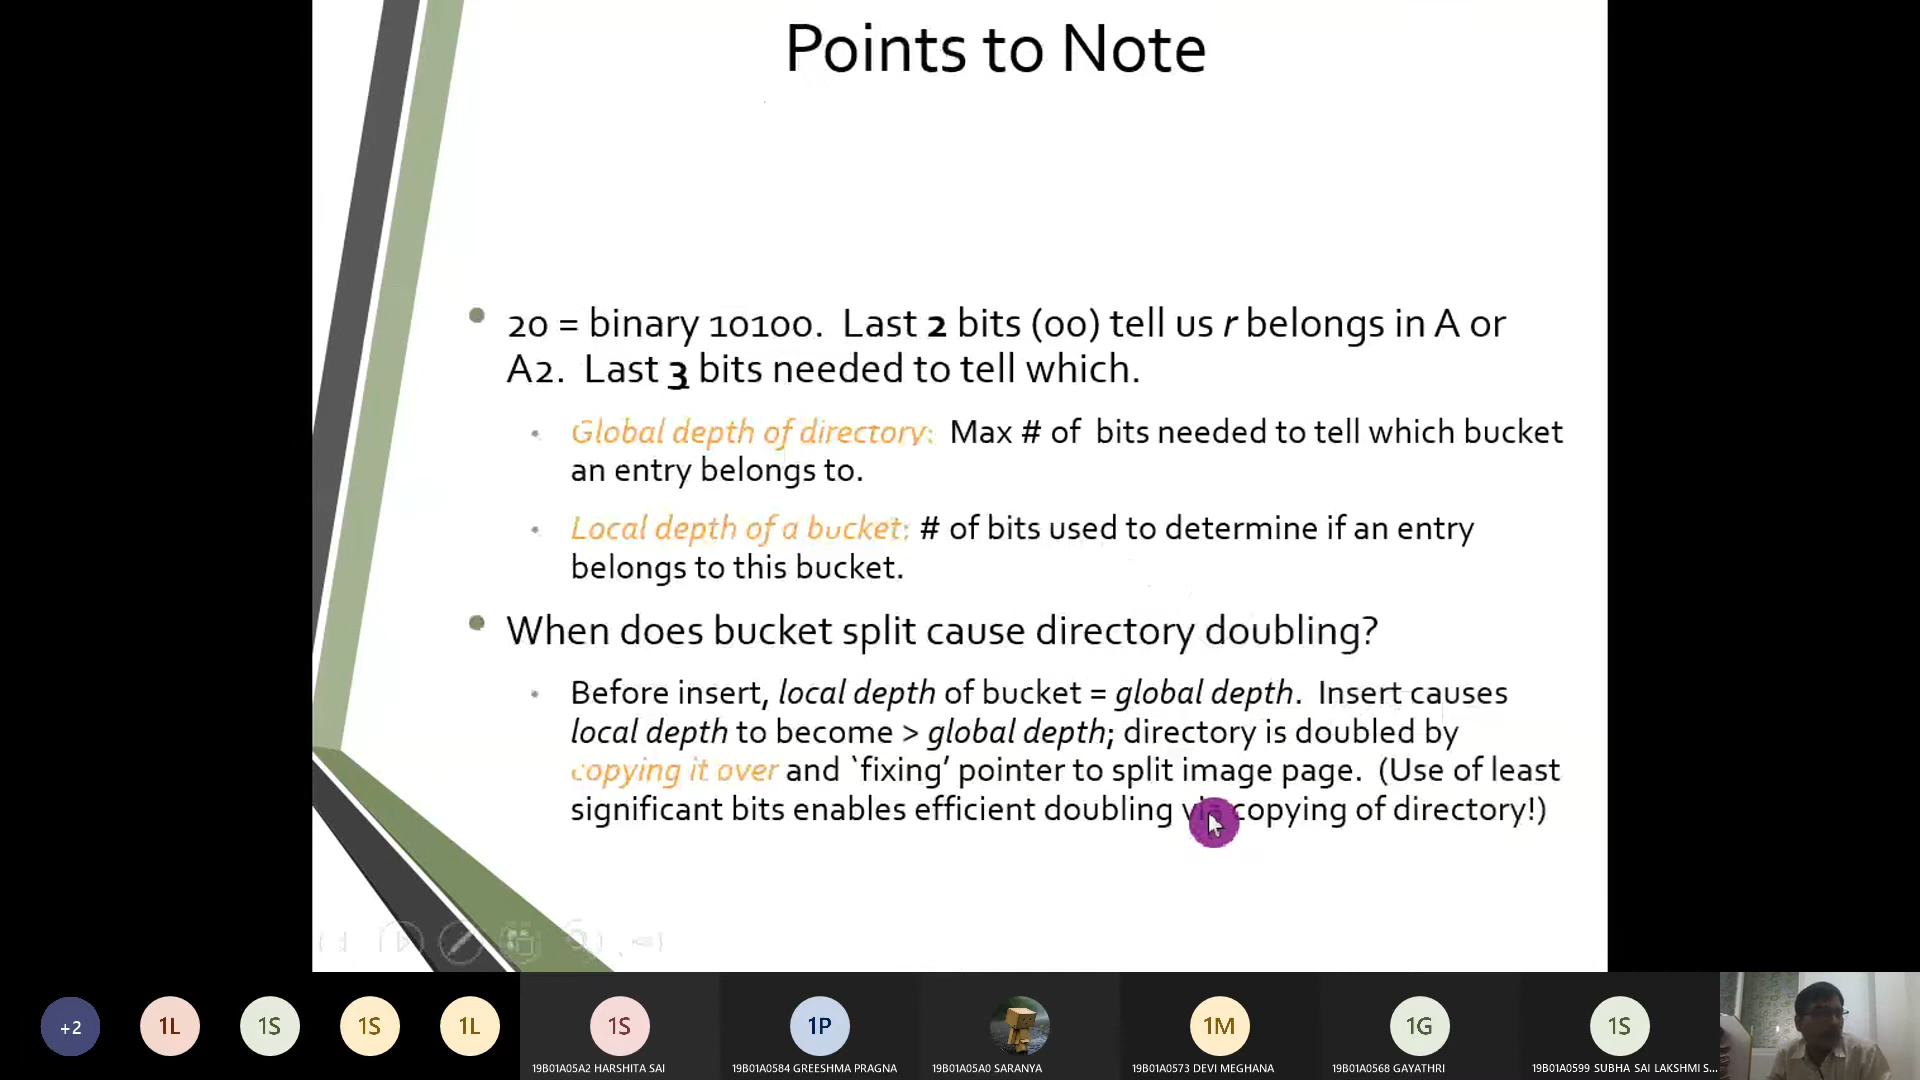 Points to Note
20 = binary 10100. Last 2 bits (00) tell us r belongs in A or
A2. Last 3 bits needed to tell which.
Global depth of directory: Max # of bits needed to tell which bucket
an entry belongs to.
Local depth of a bucket: # of bits used to determine if an entry
belongs to this bucket.
When does bucket split cause directory doubling?
Before insert, local depth of bucket = global depth. Insert causes
local depth to become > global depth; directory is doubled by
copying it over and `fixing' pointer to split image page. (Use of least
significant bits enables efficient doubling via copying of directory!)
+2
1L
1S
1S
1L
1S
1P
1M
1G
1S
19B01A05A2 HARSHITA SAI
19B01A0584 GREESHMA PRAGNA
19B01A05A0 SARANYA
19B01A0573 DEVI MEGHANA
19B01A0568 GAYATHRI
19B01A0599 SUBHA SAI LAKSHMI S...